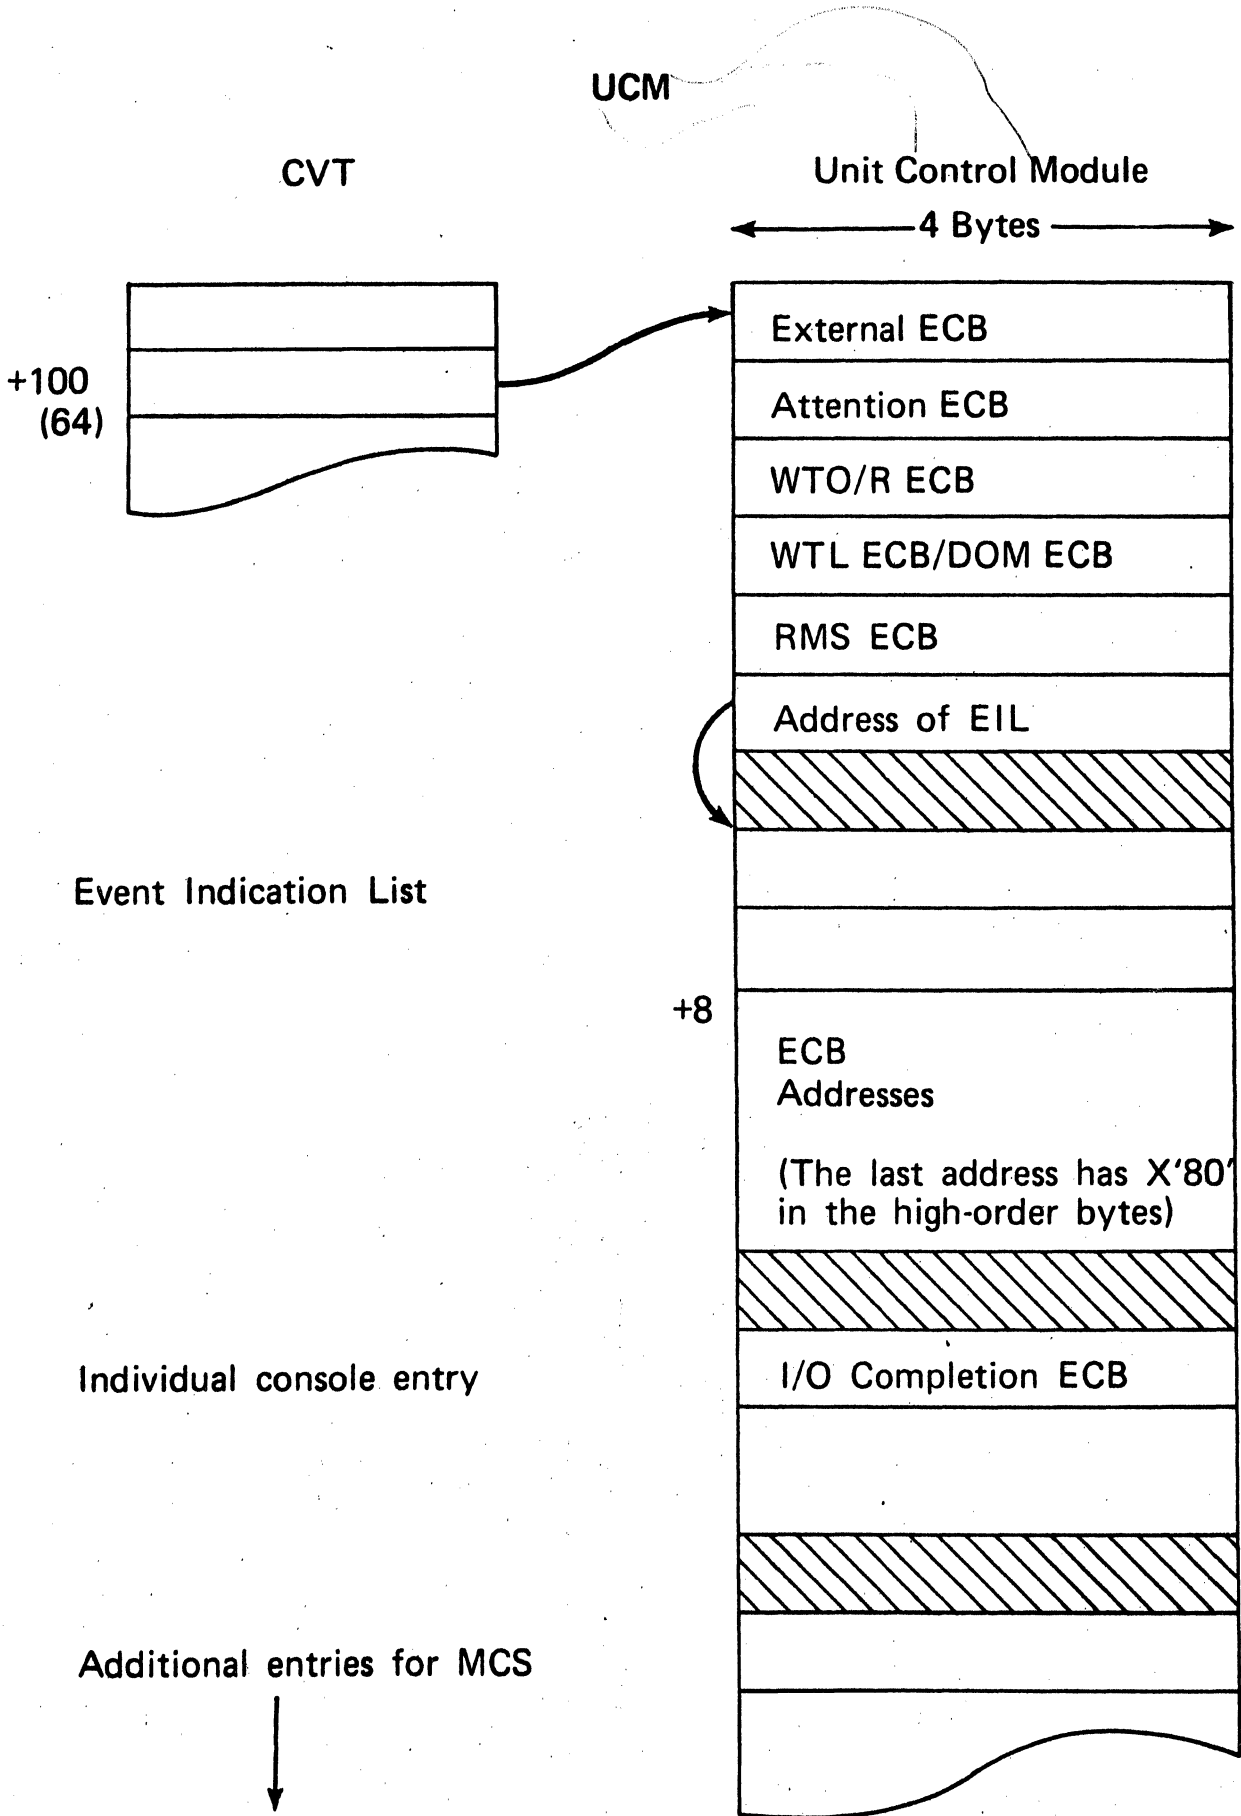 UCM
CVT
Unit Control Module
4 Bytes
+100
(64)
External ECB
Attention ECB
WTO/R ECB
WTL ECB/DOM ECB
RMS ECB
Address of EIL
Event Indication List
+8
ECB
Addresses
(The last address has X'80'
in the high-order bytes)
Individual console entry
I/O Completion ECB
Additional entries for MCS